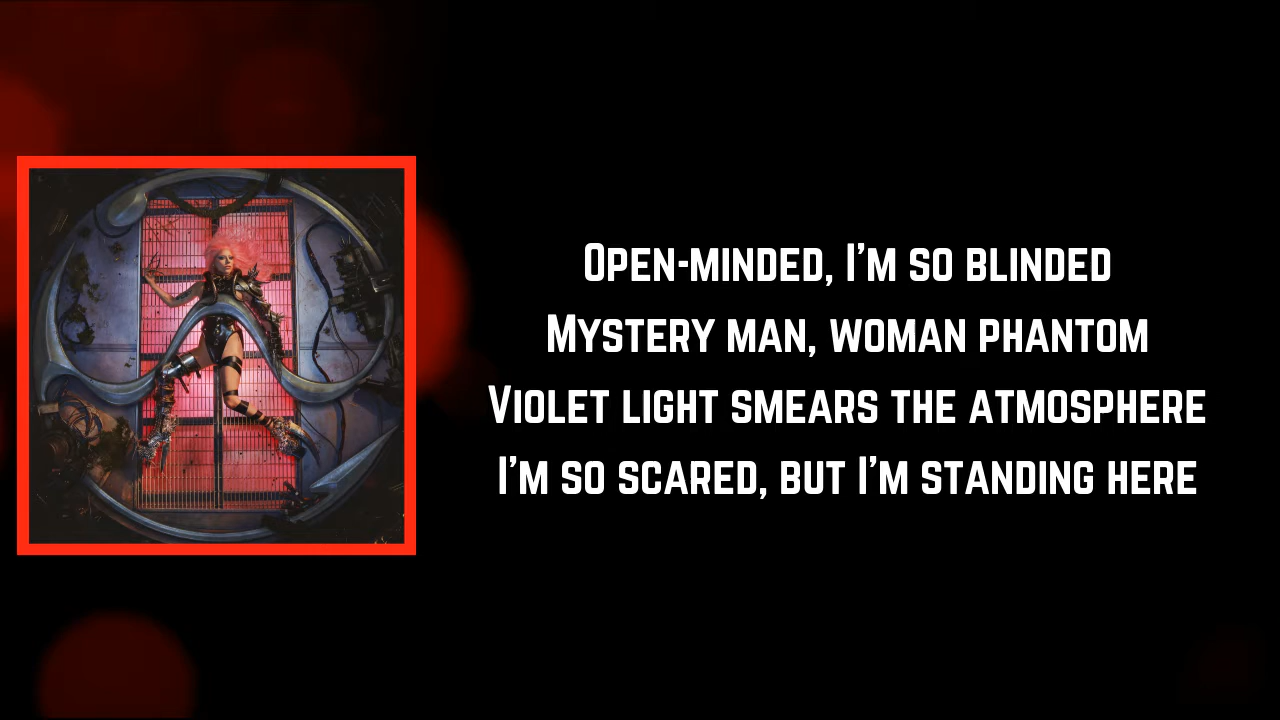 Open-minded, I'm so blinded
Mystery man, woman phantom
Violet light smears the atmosphere
I'm so scared, but I'm standing here